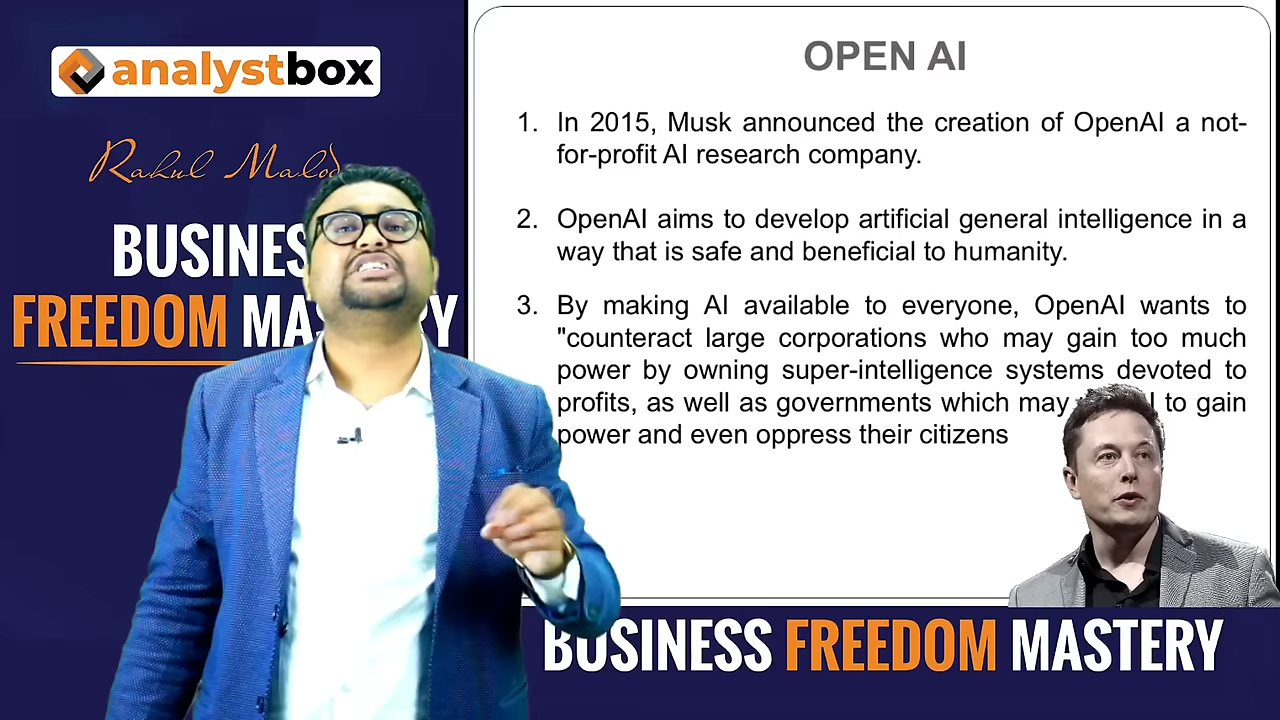 analystbox
Rahul
BUSINES
FREEDOM MAS RY
OPEN AI
1. In 2015, Musk announced the creation of OpenAI a not-
for-profit AI research company.
2. OpenAI aims to develop artificial general intelligence in a
way that is safe and beneficial to humanity.
3. By making AI available to everyone, OpenAI wants to
"counteract large corporations who may gain too much
power by owning super-intelligence systems devoted to
profits, as well as governments which may to gain
power and even oppress their citizens
BUSINESS FREEDOM MASTERY